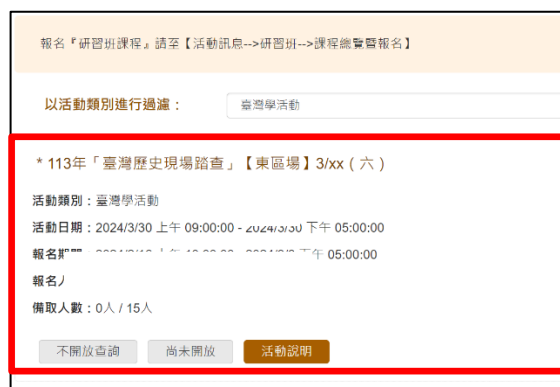 報名『研習班課程』請至【活動訊息-->研習班-->課程總覽暨報名】
以活動類別進行過濾：
臺灣學活動
* 113年「臺灣歷史現場踏查」【東區場】3/xx（六）
活動類別：臺灣學活動
活動日期：2024/3/30 上午 09:00:00 - 2024/3/30 下午 05:00:00
報名 下午 05:00:00
報名
備取人數：0人 / 15人
不開放查詢
尚未開放
活動說明